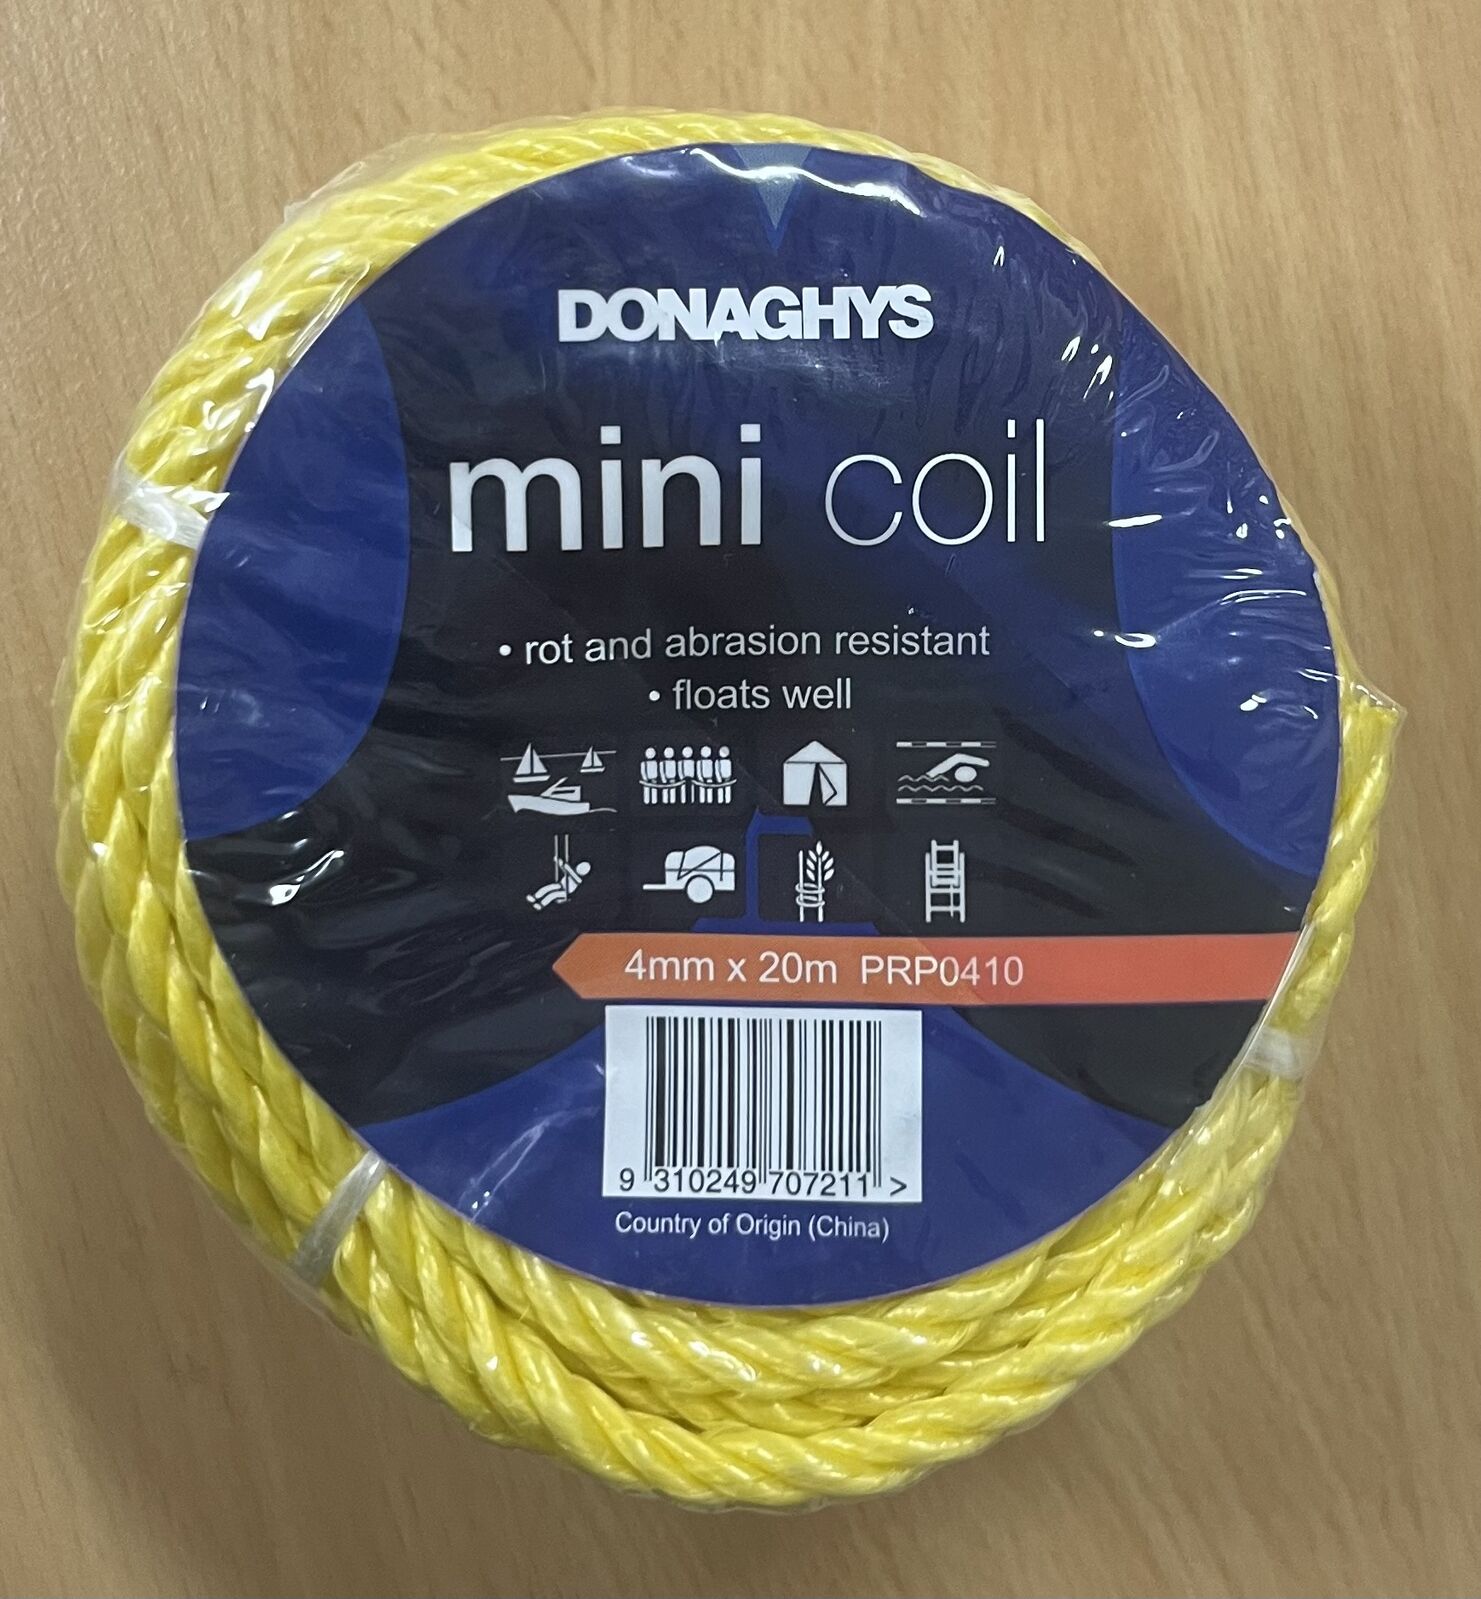 DONAGHYS
mini coil
• rot and abrasion resistant
• floats well
4mm x 20m PRP0410
9 310249 707211 >
Country of Origin (China)